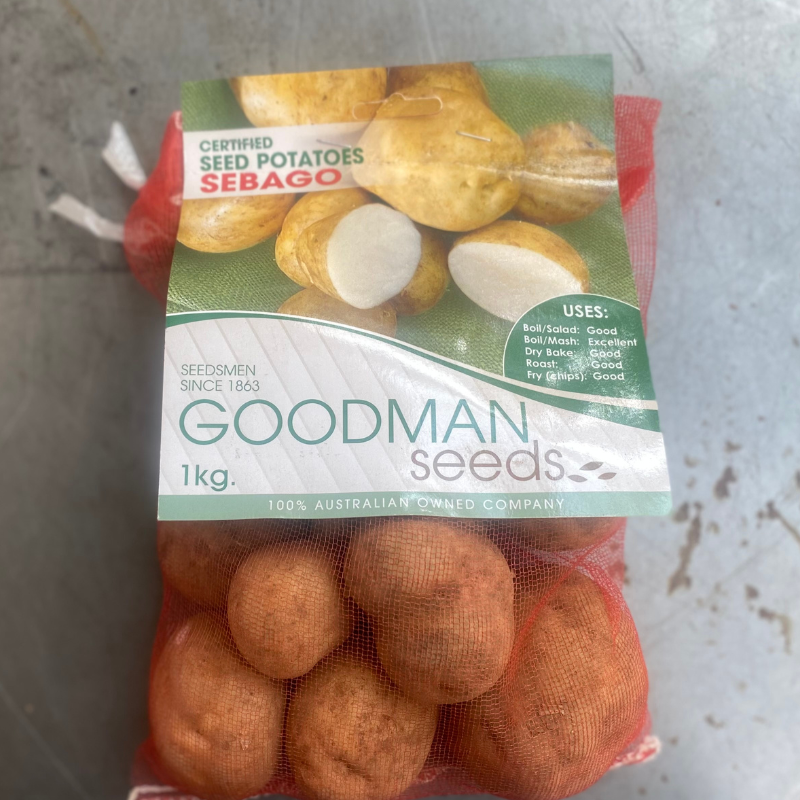 CERTIFIED
SEED POTATOES
SEBAGO
USES:
Boil/Salad: Good
Boil/Mash: Excellent
Dry Bake: Good
Roast: Good
Fry (chips): Good
SEEDSMEN
SINCE 1863
GOODMAN
seeds
1kg.
100% AUSTRALIAN OWNED COMPANY